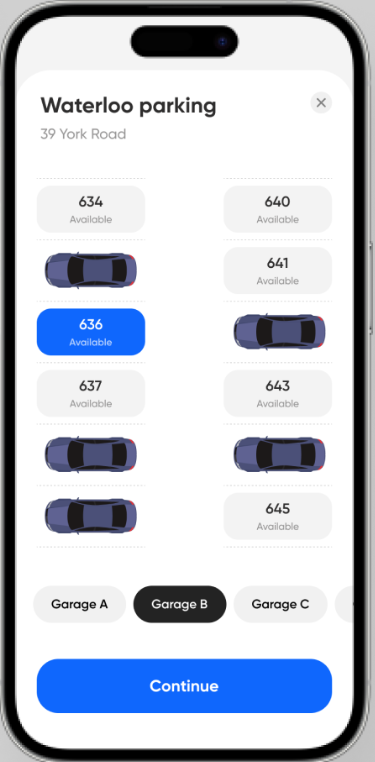 Waterloo parking
39 York Road
634
Available
640
Available
641
Available
636
Available
637
Available
643
Available
645
Available
Garage A
Garage B
Garage C
Continue